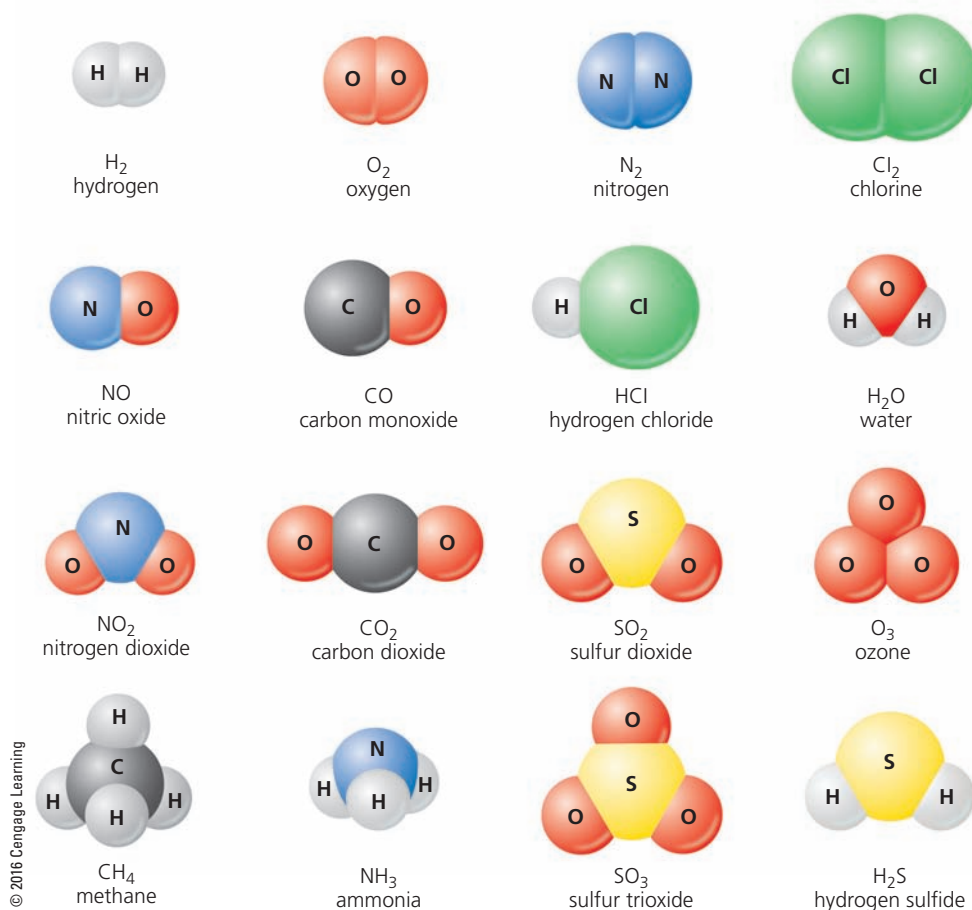 H H
O O
N N
Cl Cl
H₂
hydrogen
O₂
oxygen
N₂
nitrogen
Cl₂
chlorine
N O
C O
H Cl
O
H H
NO
nitric oxide
CO
carbon monoxide
HCl
hydrogen chloride
H₂O
water
N
O O
O C O
S
O O
O
O O
NO₂
nitrogen dioxide
CO₂
carbon dioxide
SO₂
sulfur dioxide
O₃
ozone
H
C
H H H
N
H H H
O
S
O O
S
H H
CH₄
methane
NH₃
ammonia
SO₃
sulfur trioxide
H₂S
hydrogen sulfide
© 2016 Cengage Learning